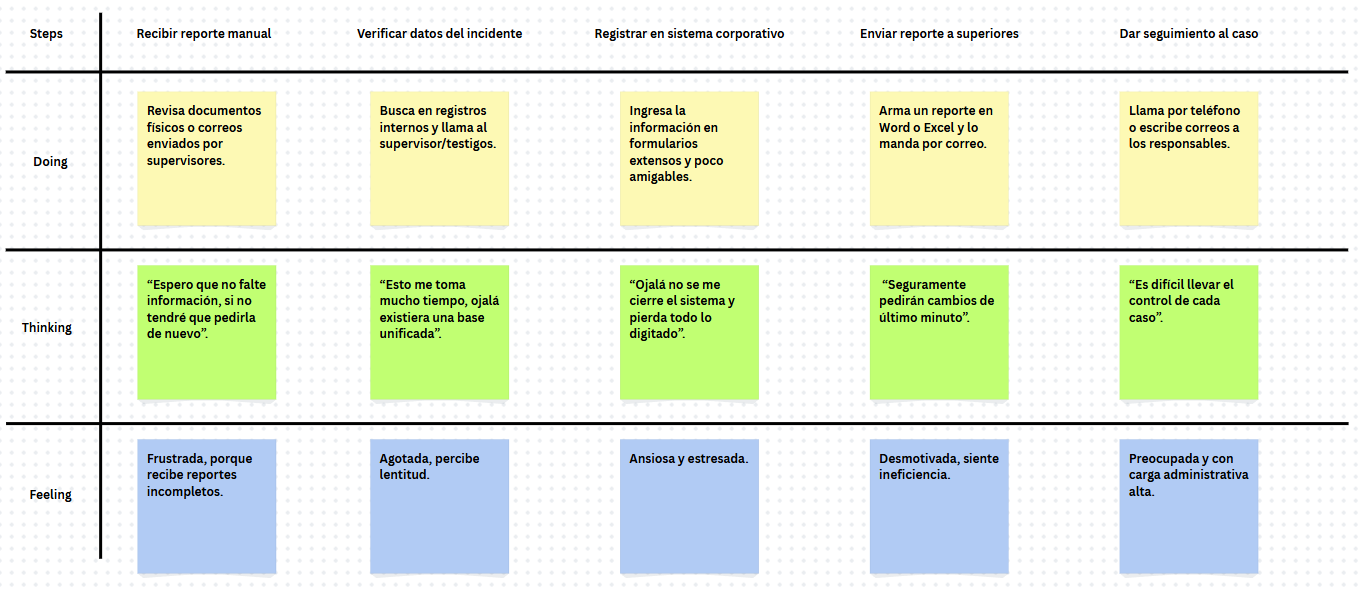 Steps
Recibir reporte manual
Verificar datos del incidente
Registrar en sistema corporativo
Enviar reporte a superiores
Dar seguimiento al caso
Doing
Revisa documentos
físicos o correos
enviados por
supervisores.
Busca en registros
internos y llama al
supervisor/testigos.
Ingresa la
información en
formularios
extensos y poco
amigables.
Arma un reporte en
Word o Excel y lo
manda por correo.
Llama por teléfono
o escribe correos a
los responsables.
Thinking
“Espero que no falte
información, si no
tendré que pedirla
de nuevo”.
“Esto me toma
mucho tiempo, ojalá
existiera una base
unificada”.
“Ojalá no se me
cierre el sistema y
pierda todo lo
digitado”.
“Seguramente
pedirán cambios de
último minuto”.
“Es difícil llevar el
control de cada
caso”.
Feeling
Frustrada, porque
recibe reportes
incompletos.
Agotada, percibe
lentitud.
Ansiosa y estresada.
Desmotivada, siente
ineficiencia.
Preocupada y con
carga administrativa
alta.